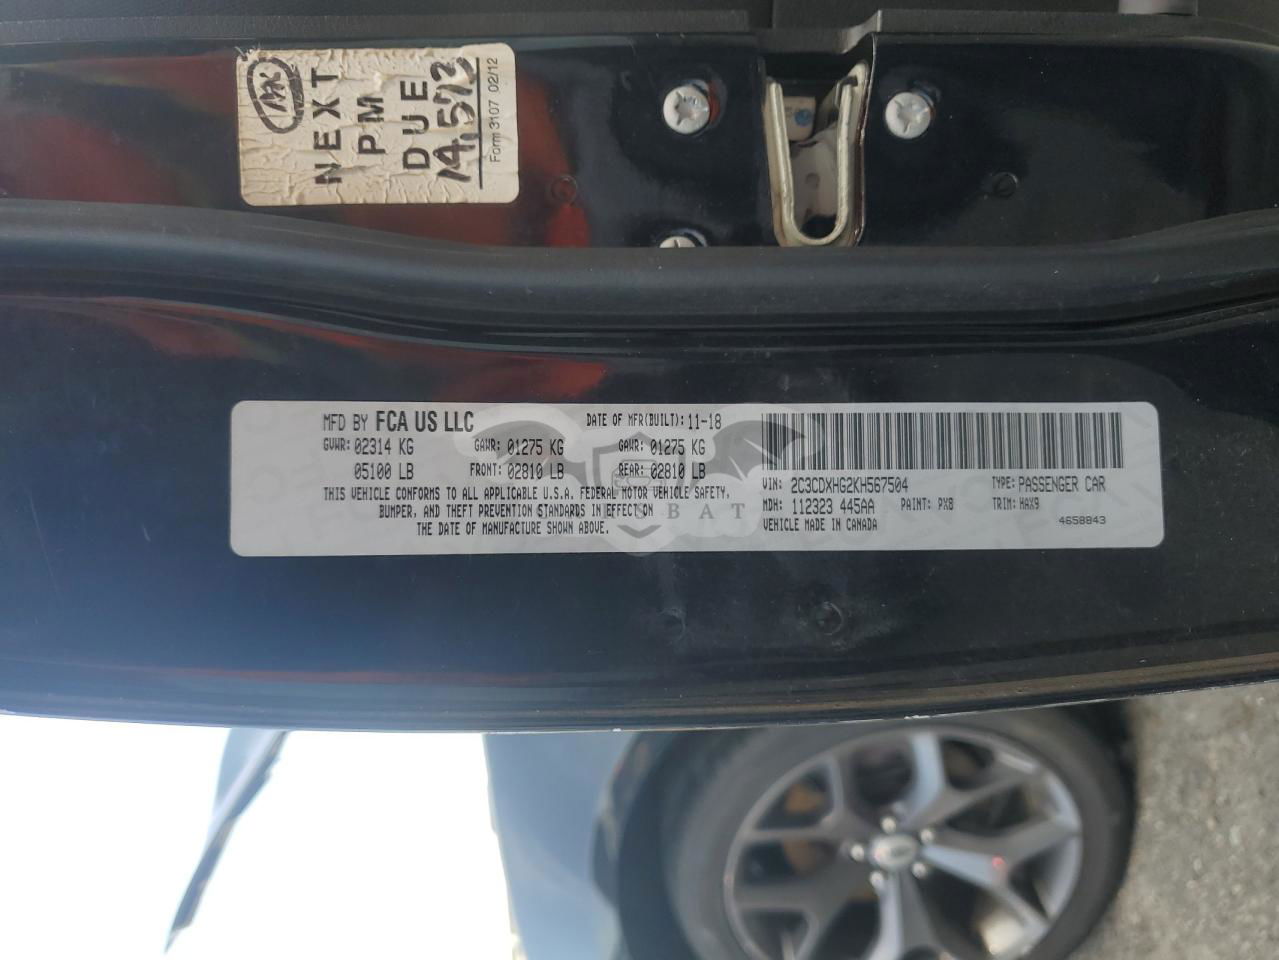 NEXT
PM
DUE
14,573
Form 3107 02/12
MFD BY FCA US LLC
DATE OF MFR(BUILT):11-18
GVWR: 02314 KG
GAWR: 01275 KG
GAWR: 01275 KG
05100 LB
FRONT: 02810 LB
REAR: 02810 LB
THIS VEHICLE CONFORMS TO ALL APPLICABLE U.S.A. FEDERAL MOTOR VEHICLE SAFETY,
BUMPER, AND THEFT PREVENTION STANDARDS IN EFFECT ON
THE DATE OF MANUFACTURE SHOWN ABOVE.
VIN: 2C3CDXHG2KH567504
TYPE: PASSENGER CAR
MDH: 112323 445AA
PAINT: PX8
TRIM: HAX9
VEHICLE MADE IN CANADA
4658843